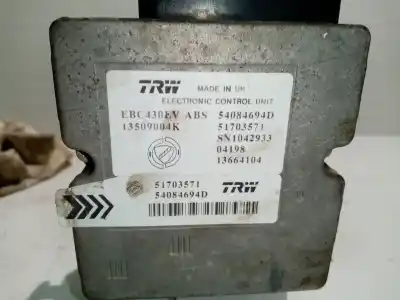 TRW MADE IN UK
ELECTRONIC CONTROL UNIT
EBC430EV ABS 54084694D
13509004K 51703571
SN1042933
04198
13664104
51703571
54084694D
TRW